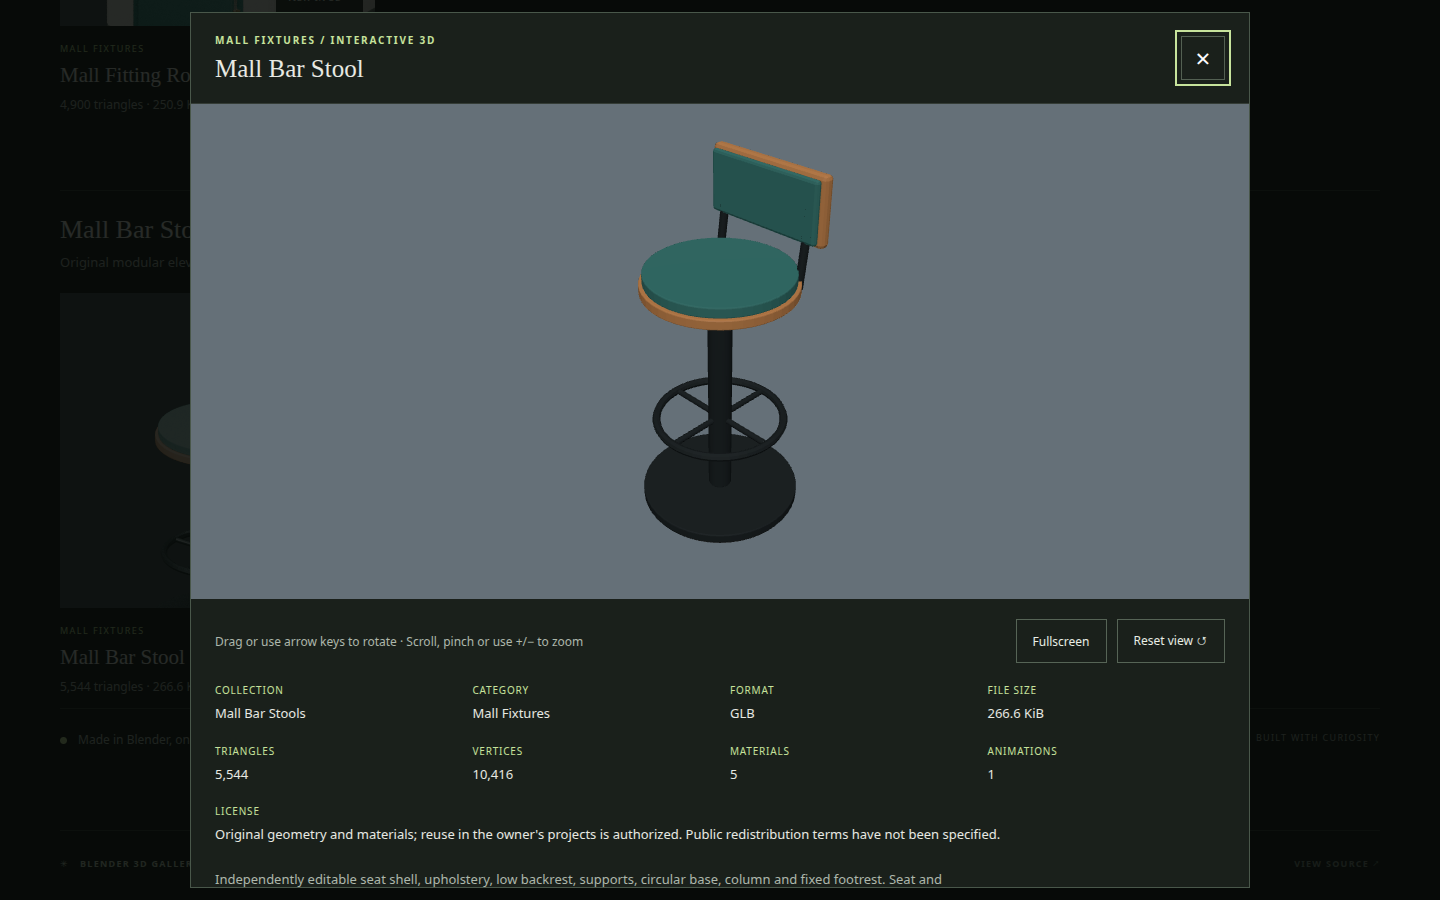 MALL FIXTURES / INTERACTIVE 3D
Mall Bar Stool
✕
MALL FIXTURES
Mall Fitting Ro
4,900 triangles · 250.9
Mall Bar Sto
Original modular elev
MALL FIXTURES
Mall Bar Stool
5,544 triangles · 266.6
Made in Blender, on
BUILT WITH CURIOSITY
BLENDER 3D GALLER
VIEW SOURCE
Drag or use arrow keys to rotate · Scroll, pinch or use +/− to zoom
Fullscreen
Reset view ↺
COLLECTION
Mall Bar Stools
CATEGORY
Mall Fixtures
FORMAT
GLB
FILE SIZE
266.6 KiB
TRIANGLES
5,544
VERTICES
10,416
MATERIALS
5
ANIMATIONS
1
LICENSE
Original geometry and materials; reuse in the owner's projects is authorized. Public redistribution terms have not been specified.
Independently editable seat shell, upholstery, low backrest, supports, circular base, column and fixed footrest. Seat and